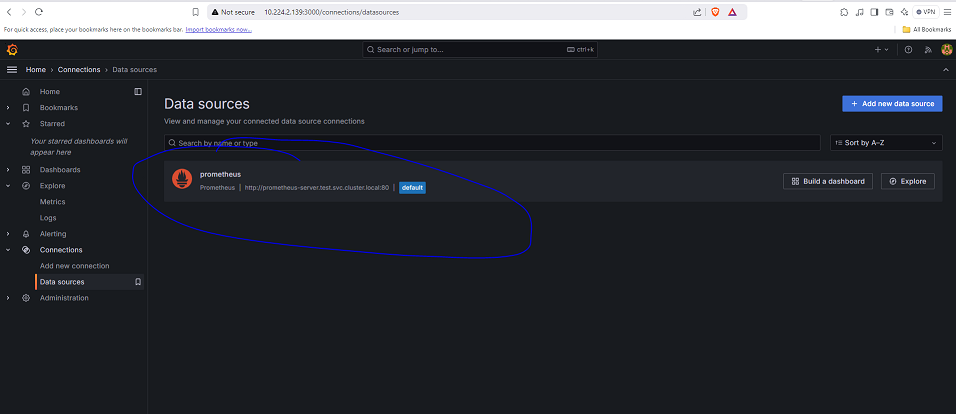 Not secure 10.224.2.139:3000/connections/datasources VPN
For quick access, place your bookmarks here on the bookmarks bar. Import bookmarks now... All Bookmarks
Search or jump to... ctrl+k
Home > Connections > Data sources
Home
Bookmarks
Starred
Your starred dashboards will
appear here
Dashboards
Explore
Metrics
Logs
Alerting
Connections
Add new connection
Data sources
Administration
Data sources
Add new data source
View and manage your connected data source connections
Search by name or type
Sort by A–Z
prometheus
Prometheus | http://prometheus-server.test.svc.cluster.local:80 | default
Build a dashboard
Explore